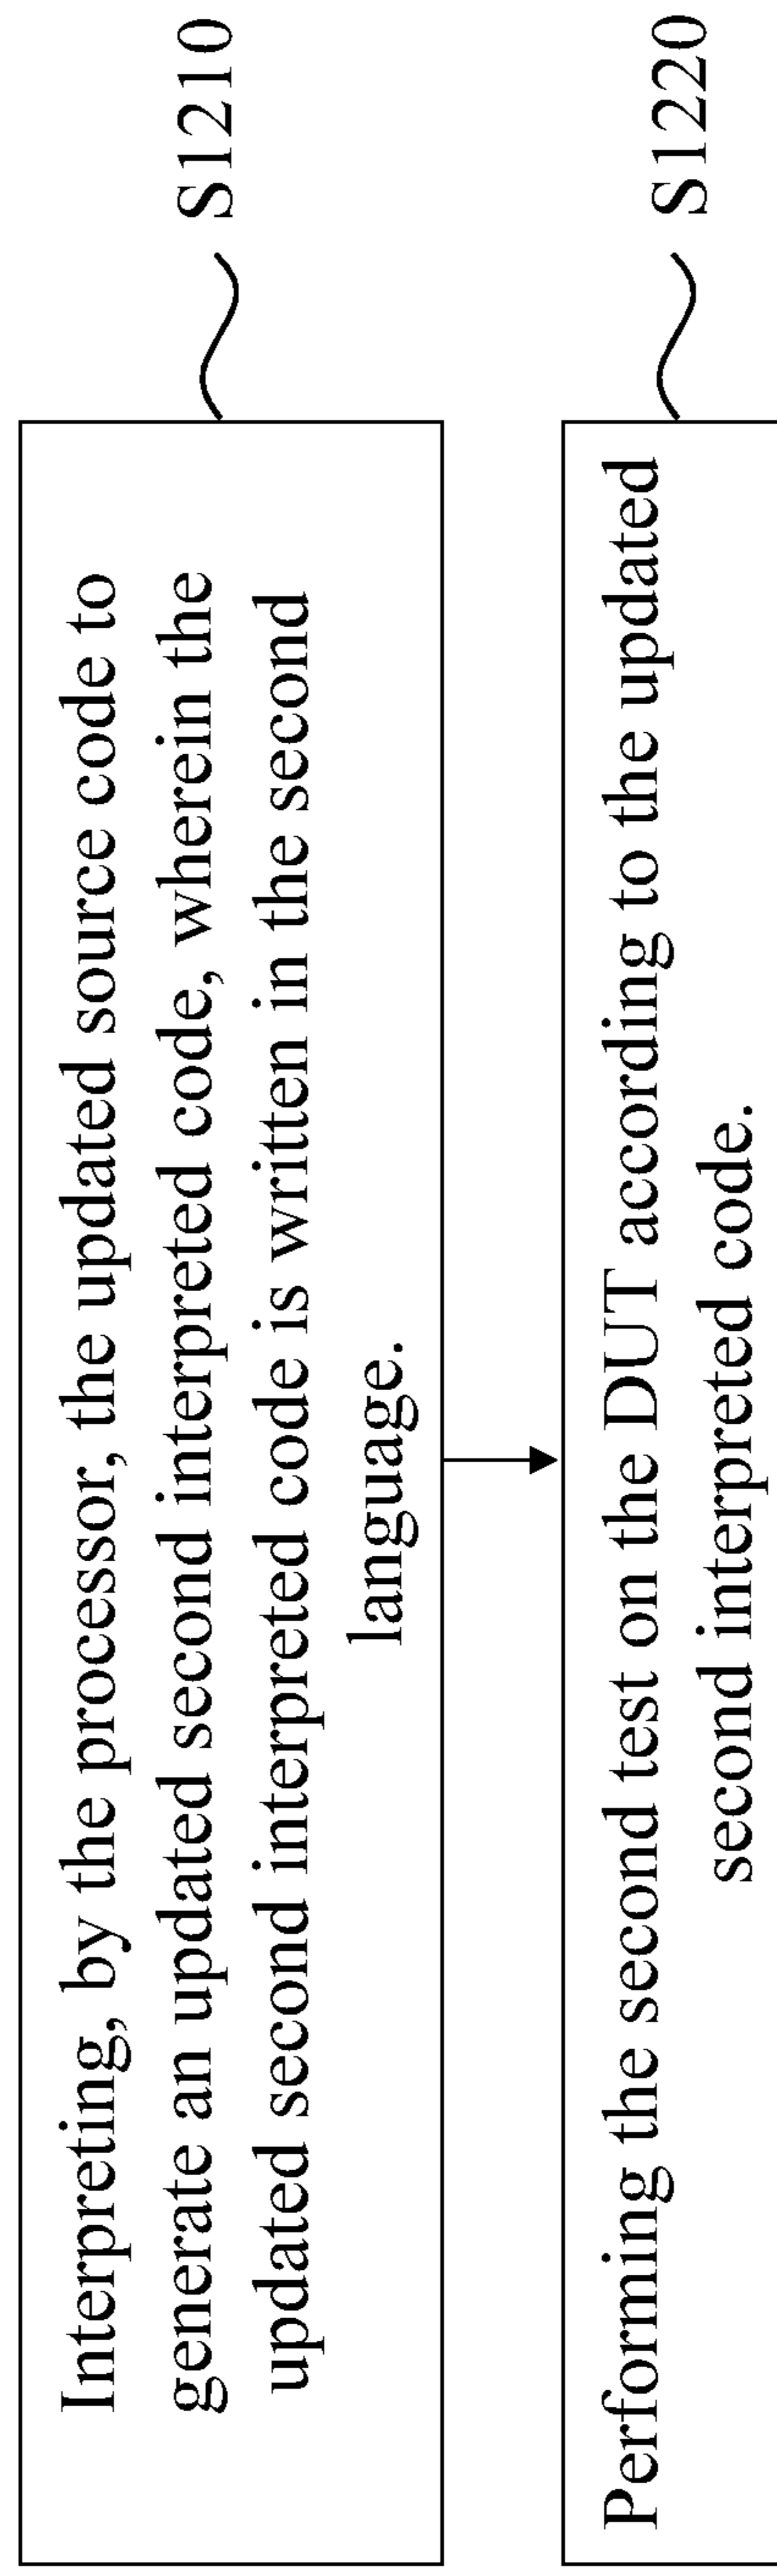 Interpreting, by the processor, the updated source code to
generate an updated second interpreted code, wherein the
updated second interpreted code is written in the second
language.
S1210
Performing the second test on the DUT according to the updated
second interpreted code.
S1220